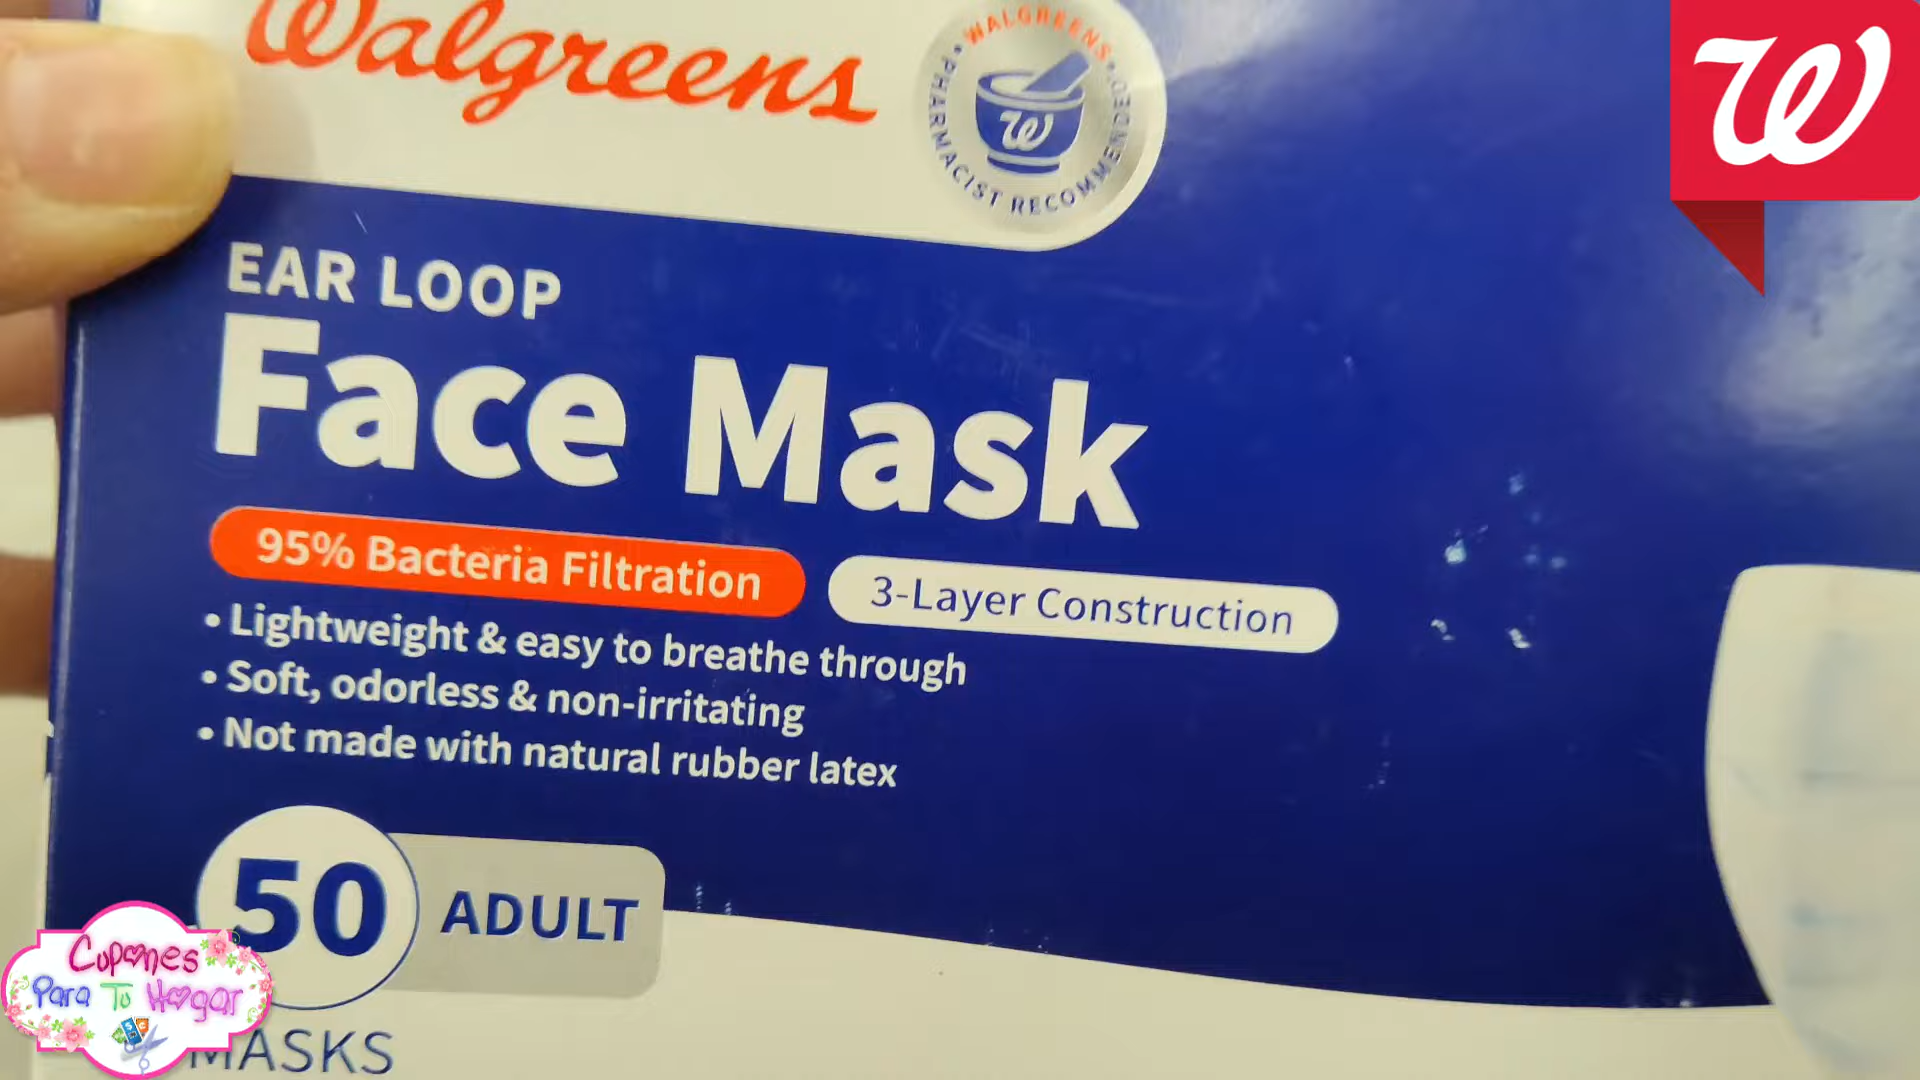 Walgreens
WALGREENS
PHARMACIST RECOMMENDED
W
W
EAR LOOP
Face Mask
95% Bacteria Filtration
3-Layer Construction
• Lightweight & easy to breathe through
• Soft, odorless & non-irritating
• Not made with natural rubber latex
50 ADULT
MASKS
Cupones
Para Tu Hogar